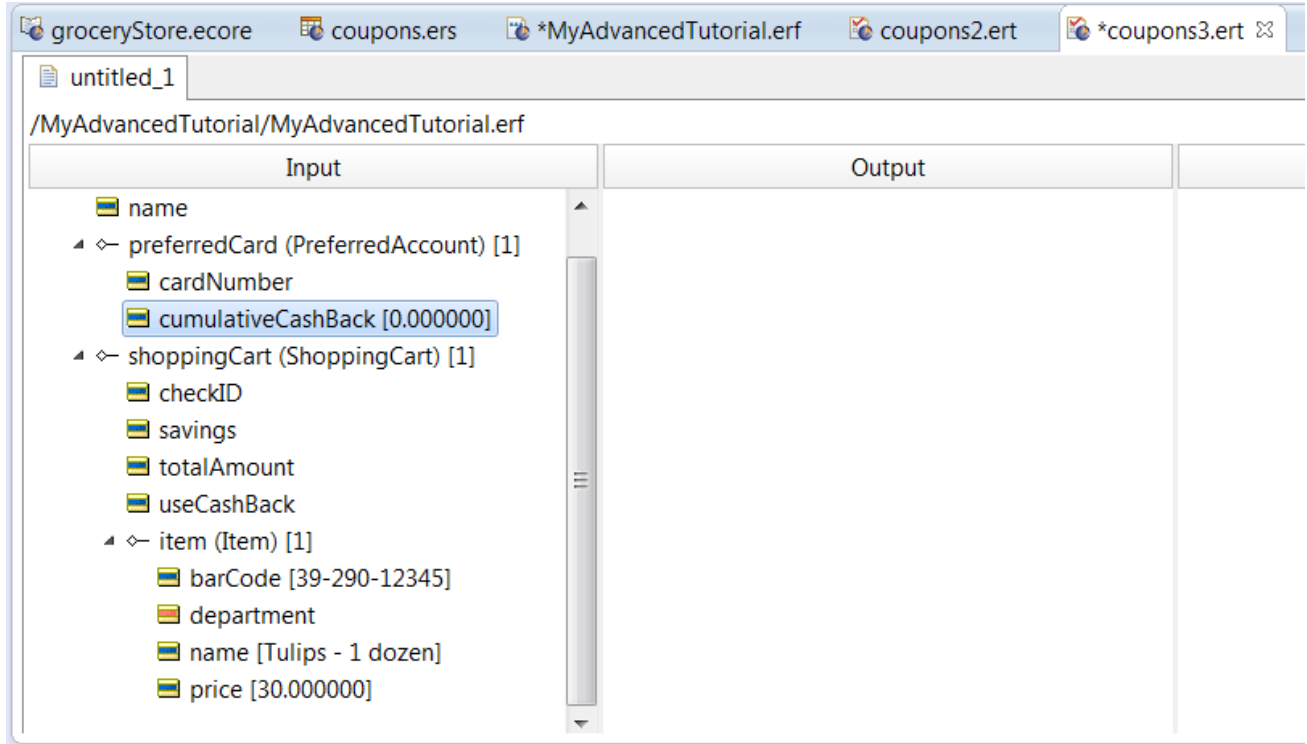 groceryStore.ecore coupons.ers *MyAdvancedTutorial.erf coupons2.ert *coupons3.ert
untitled_1
/MyAdvancedTutorial/MyAdvancedTutorial.erf
Input Output
name
preferredCard (PreferredAccount) [1]
cardNumber
cumulativeCashBack [0.000000]
shoppingCart (ShoppingCart) [1]
checkID
savings
totalAmount
useCashBack
item (Item) [1]
barCode [39-290-12345]
department
name [Tulips - 1 dozen]
price [30.000000]